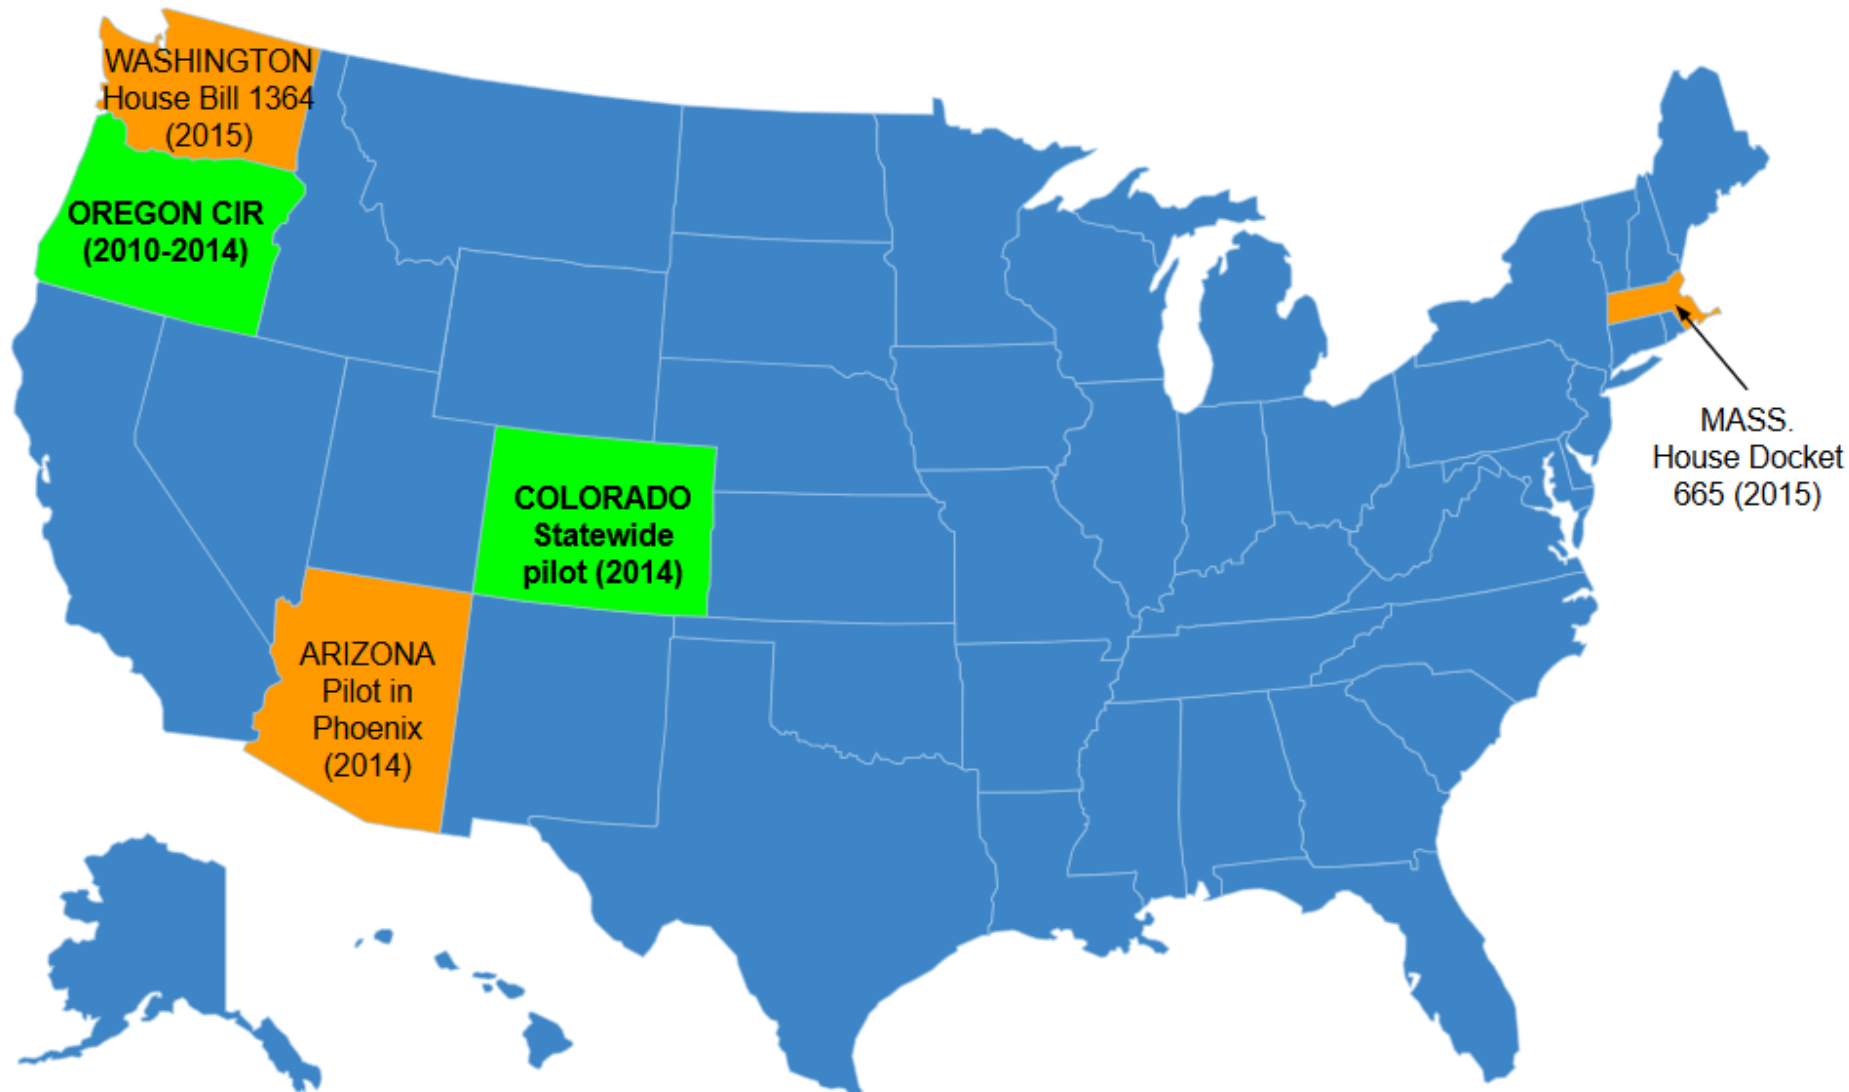 WASHINGTON
House Bill 1364
(2015)
OREGON CIR
(2010-2014)
COLORADO
Statewide
pilot (2014)
ARIZONA
Pilot in
Phoenix
(2014)
MASS.
House Docket
665 (2015)